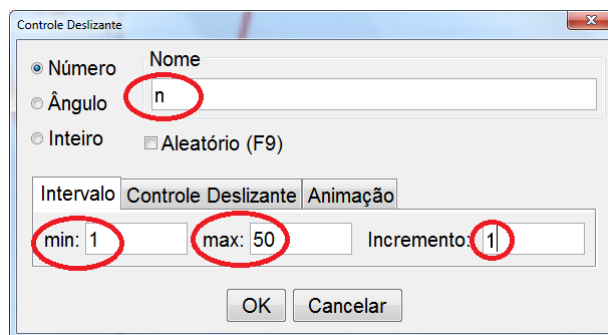 Controle Deslizante
Número
Nome
Ângulo
n
Inteiro
Aleatório (F9)
Intervalo Controle Deslizante Animação
min: 1 max: 50 Incremento: 1
OK Cancelar